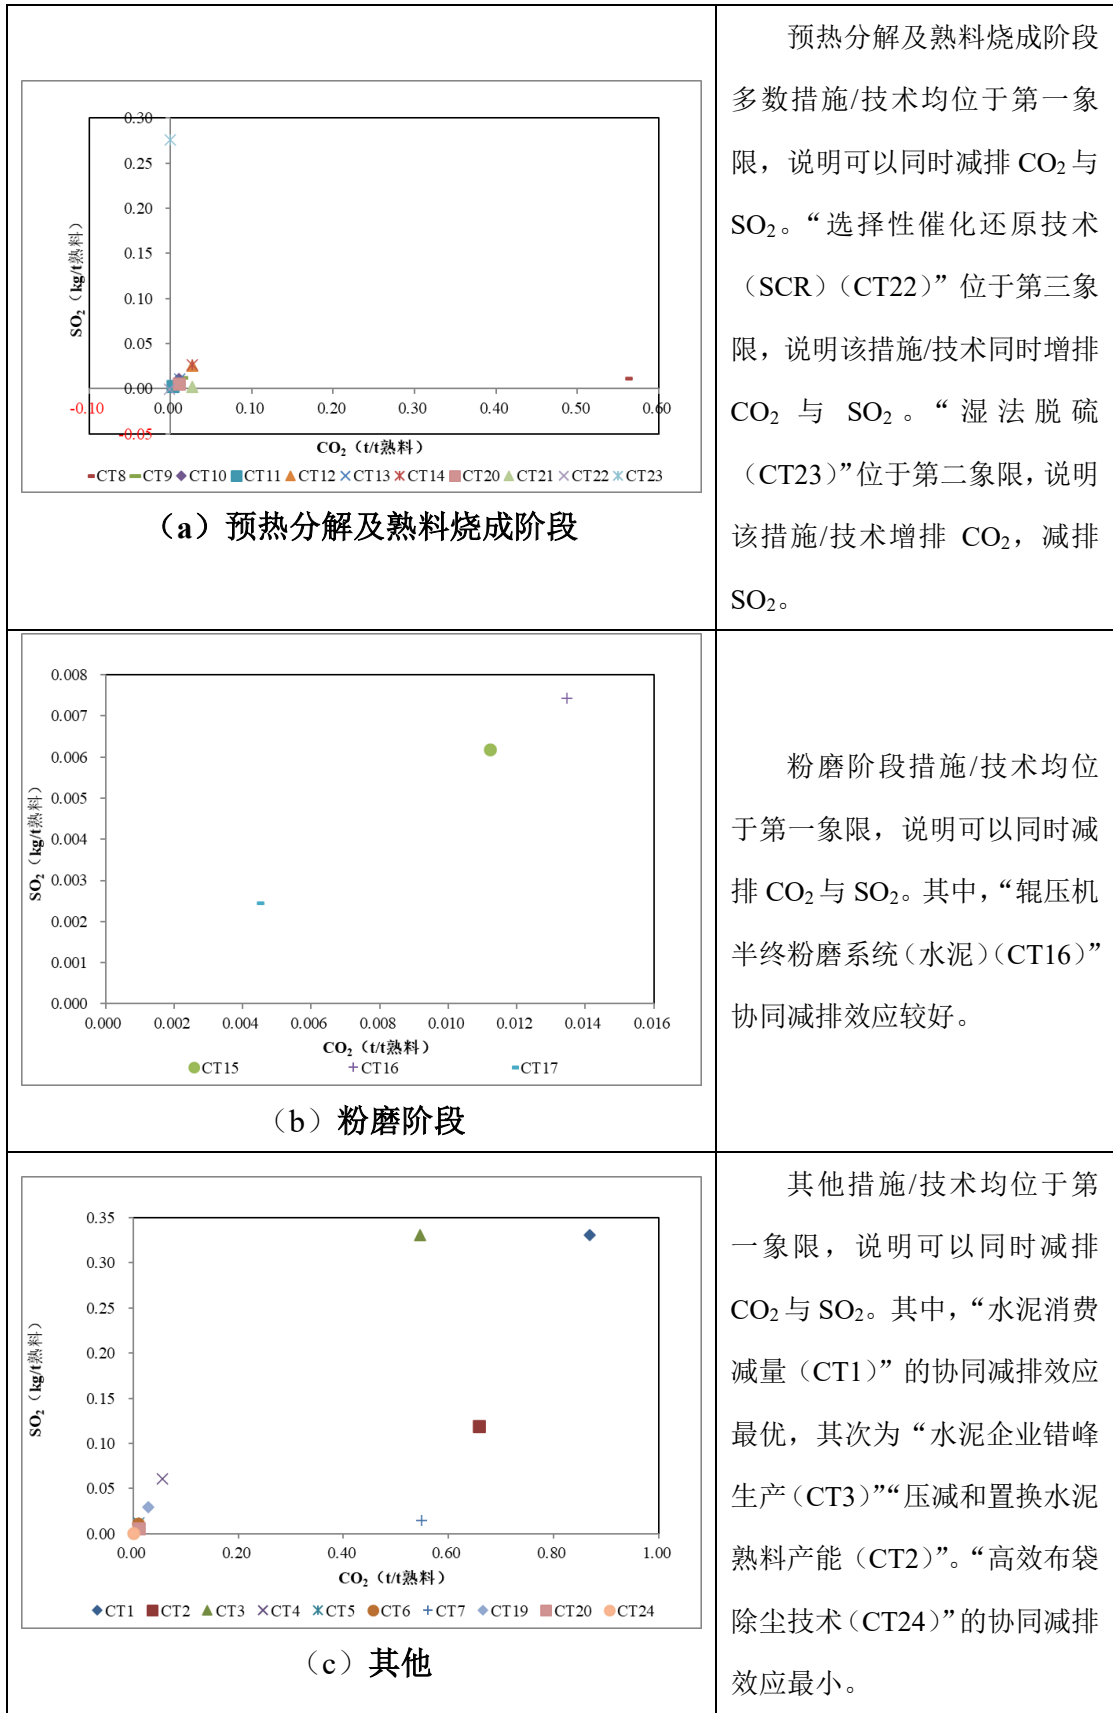 0.30
0.25
0.20
0.15
0.10
0.05
0.00
-0.05
-0.10
0.00
0.10
0.20
0.30
0.40
0.50
0.60
SO₂（kg/t熟料）
CO₂（t/t熟料）
CT8 CT9 CT10 CT11 CT12 CT13 CT14 CT20 CT21 CT22 CT23
（a）预热分解及熟料烧成阶段
预热分解及熟料烧成阶段
多数措施/技术均位于第一象
限，说明可以同时减排 CO₂与
SO₂。“选择性催化还原技术
（SCR）（CT22）”位于第三象
限，说明该措施/技术同时增排
CO₂ 与 SO₂。“湿法脱硫
（CT23）”位于第二象限，说明
该措施/技术增排 CO₂，减排
SO₂。
0.008
0.007
0.006
0.005
0.004
0.003
0.002
0.001
0.000
0.000 0.002 0.004 0.006 0.008 0.010 0.012 0.014 0.016
SO₂（kg/t熟料）
CO₂（t/t熟料）
CT15 CT16 CT17
（b）粉磨阶段
粉磨阶段措施/技术均位
于第一象限，说明可以同时减
排 CO₂与 SO₂。其中，“辊压机
半终粉磨系统（水泥）（CT16）”
协同减排效应较好。
0.35
0.30
0.25
0.20
0.15
0.10
0.05
0.00
0.00 0.20 0.40 0.60 0.80 1.00
SO₂（kg/t熟料）
CO₂（t/t熟料）
CT1 CT2 CT3 CT4 CT5 CT6 CT7 CT19 CT20 CT24
（c）其他
其他措施/技术均位于第
一象限，说明可以同时减排
CO₂与 SO₂。其中，“水泥消费
减量（CT1）”的协同减排效应
最优，其次为“水泥企业错峰
生产（CT3）”“压减和置换水泥
熟料产能（CT2）”。“高效布袋
除尘技术（CT24）”的协同减排
效应最小。